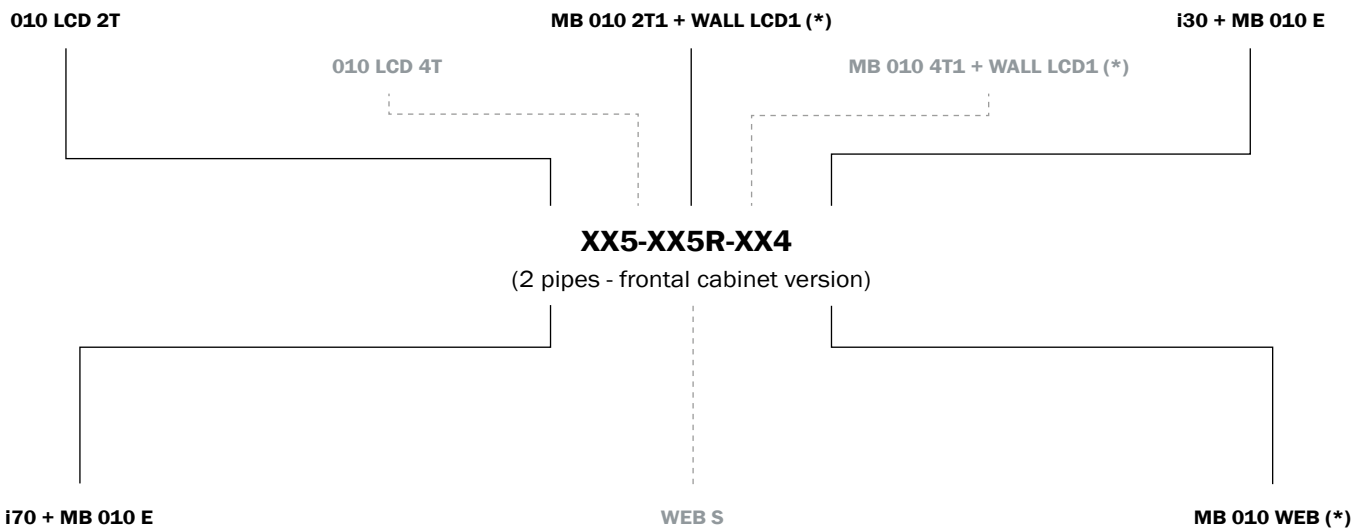 010 LCD 2T
MB 010 2T1 + WALL LCD1 (*)
i30 + MB 010 E
010 LCD 4T
MB 010 4T1 + WALL LCD1 (*)
XX5-XX5R-XX4
(2 pipes - frontal cabinet version)
i70 + MB 010 E
WEB S
MB 010 WEB (*)